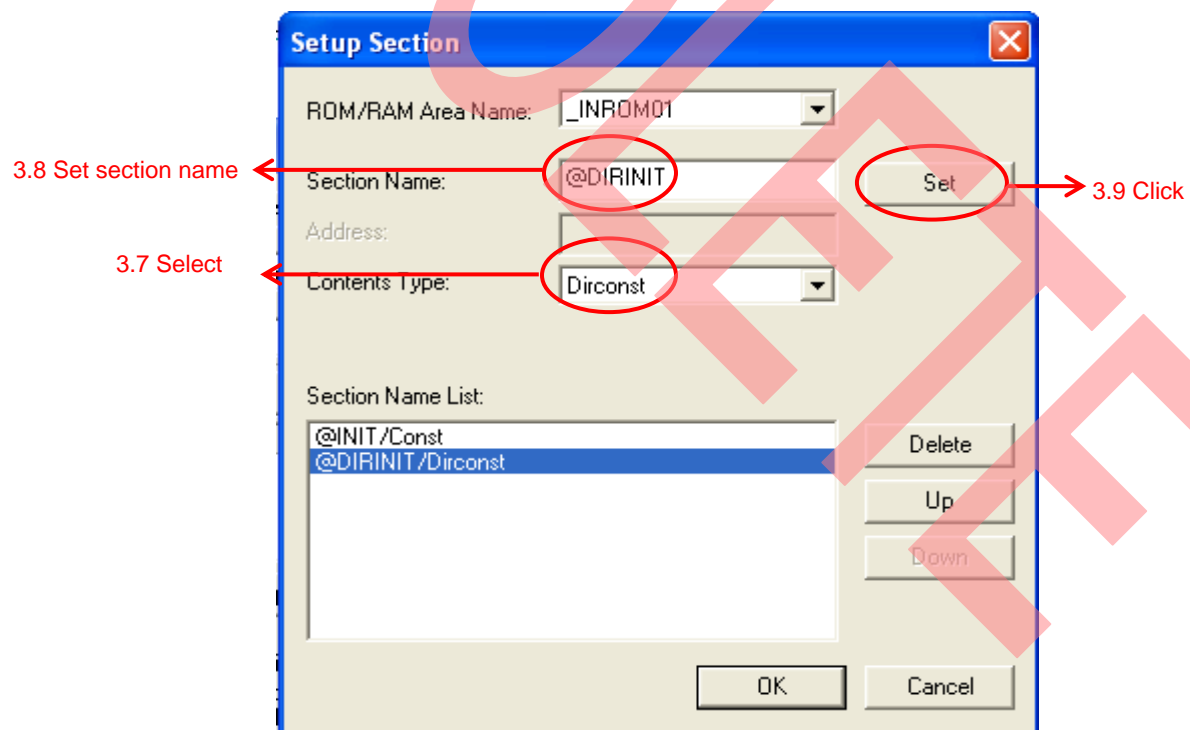 Setup Section
ROM/RAM Area Name: _INROM01
3.8 Set section name
Section Name: @DIRINIT Set
3.9 Click
Address:
3.7 Select
Contents Type: Dirconst
Section Name List:
@INIT/Const
@DIRINIT/Dirconst
Delete
Up
Down
OK Cancel